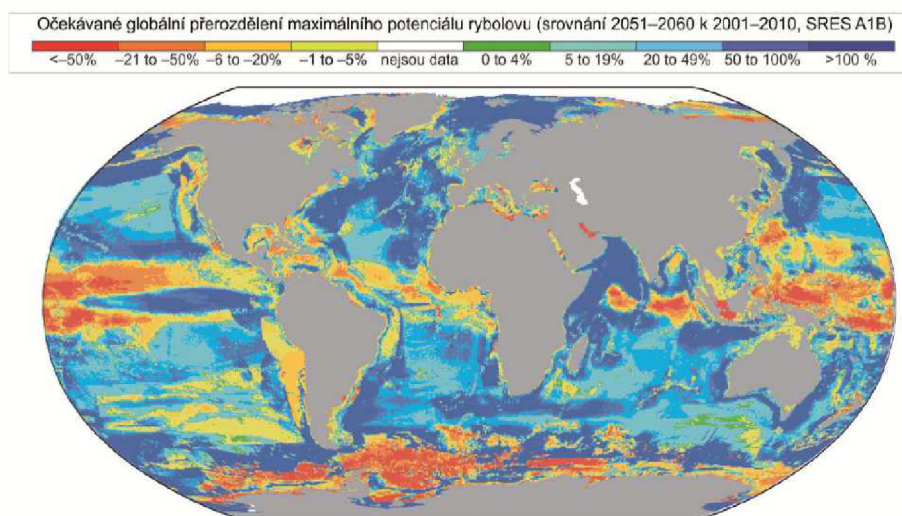 Očekávané globální přerozdělení maximálního potenciálu rybolovu (srovnání 2051–2060 k 2001–2010, SRES A1B)
<–50% –21 to –50% –6 to –20% –1 to –5% nejsou data 0 to 4% 5 to 19% 20 to 49% 50 to 100% >100 %